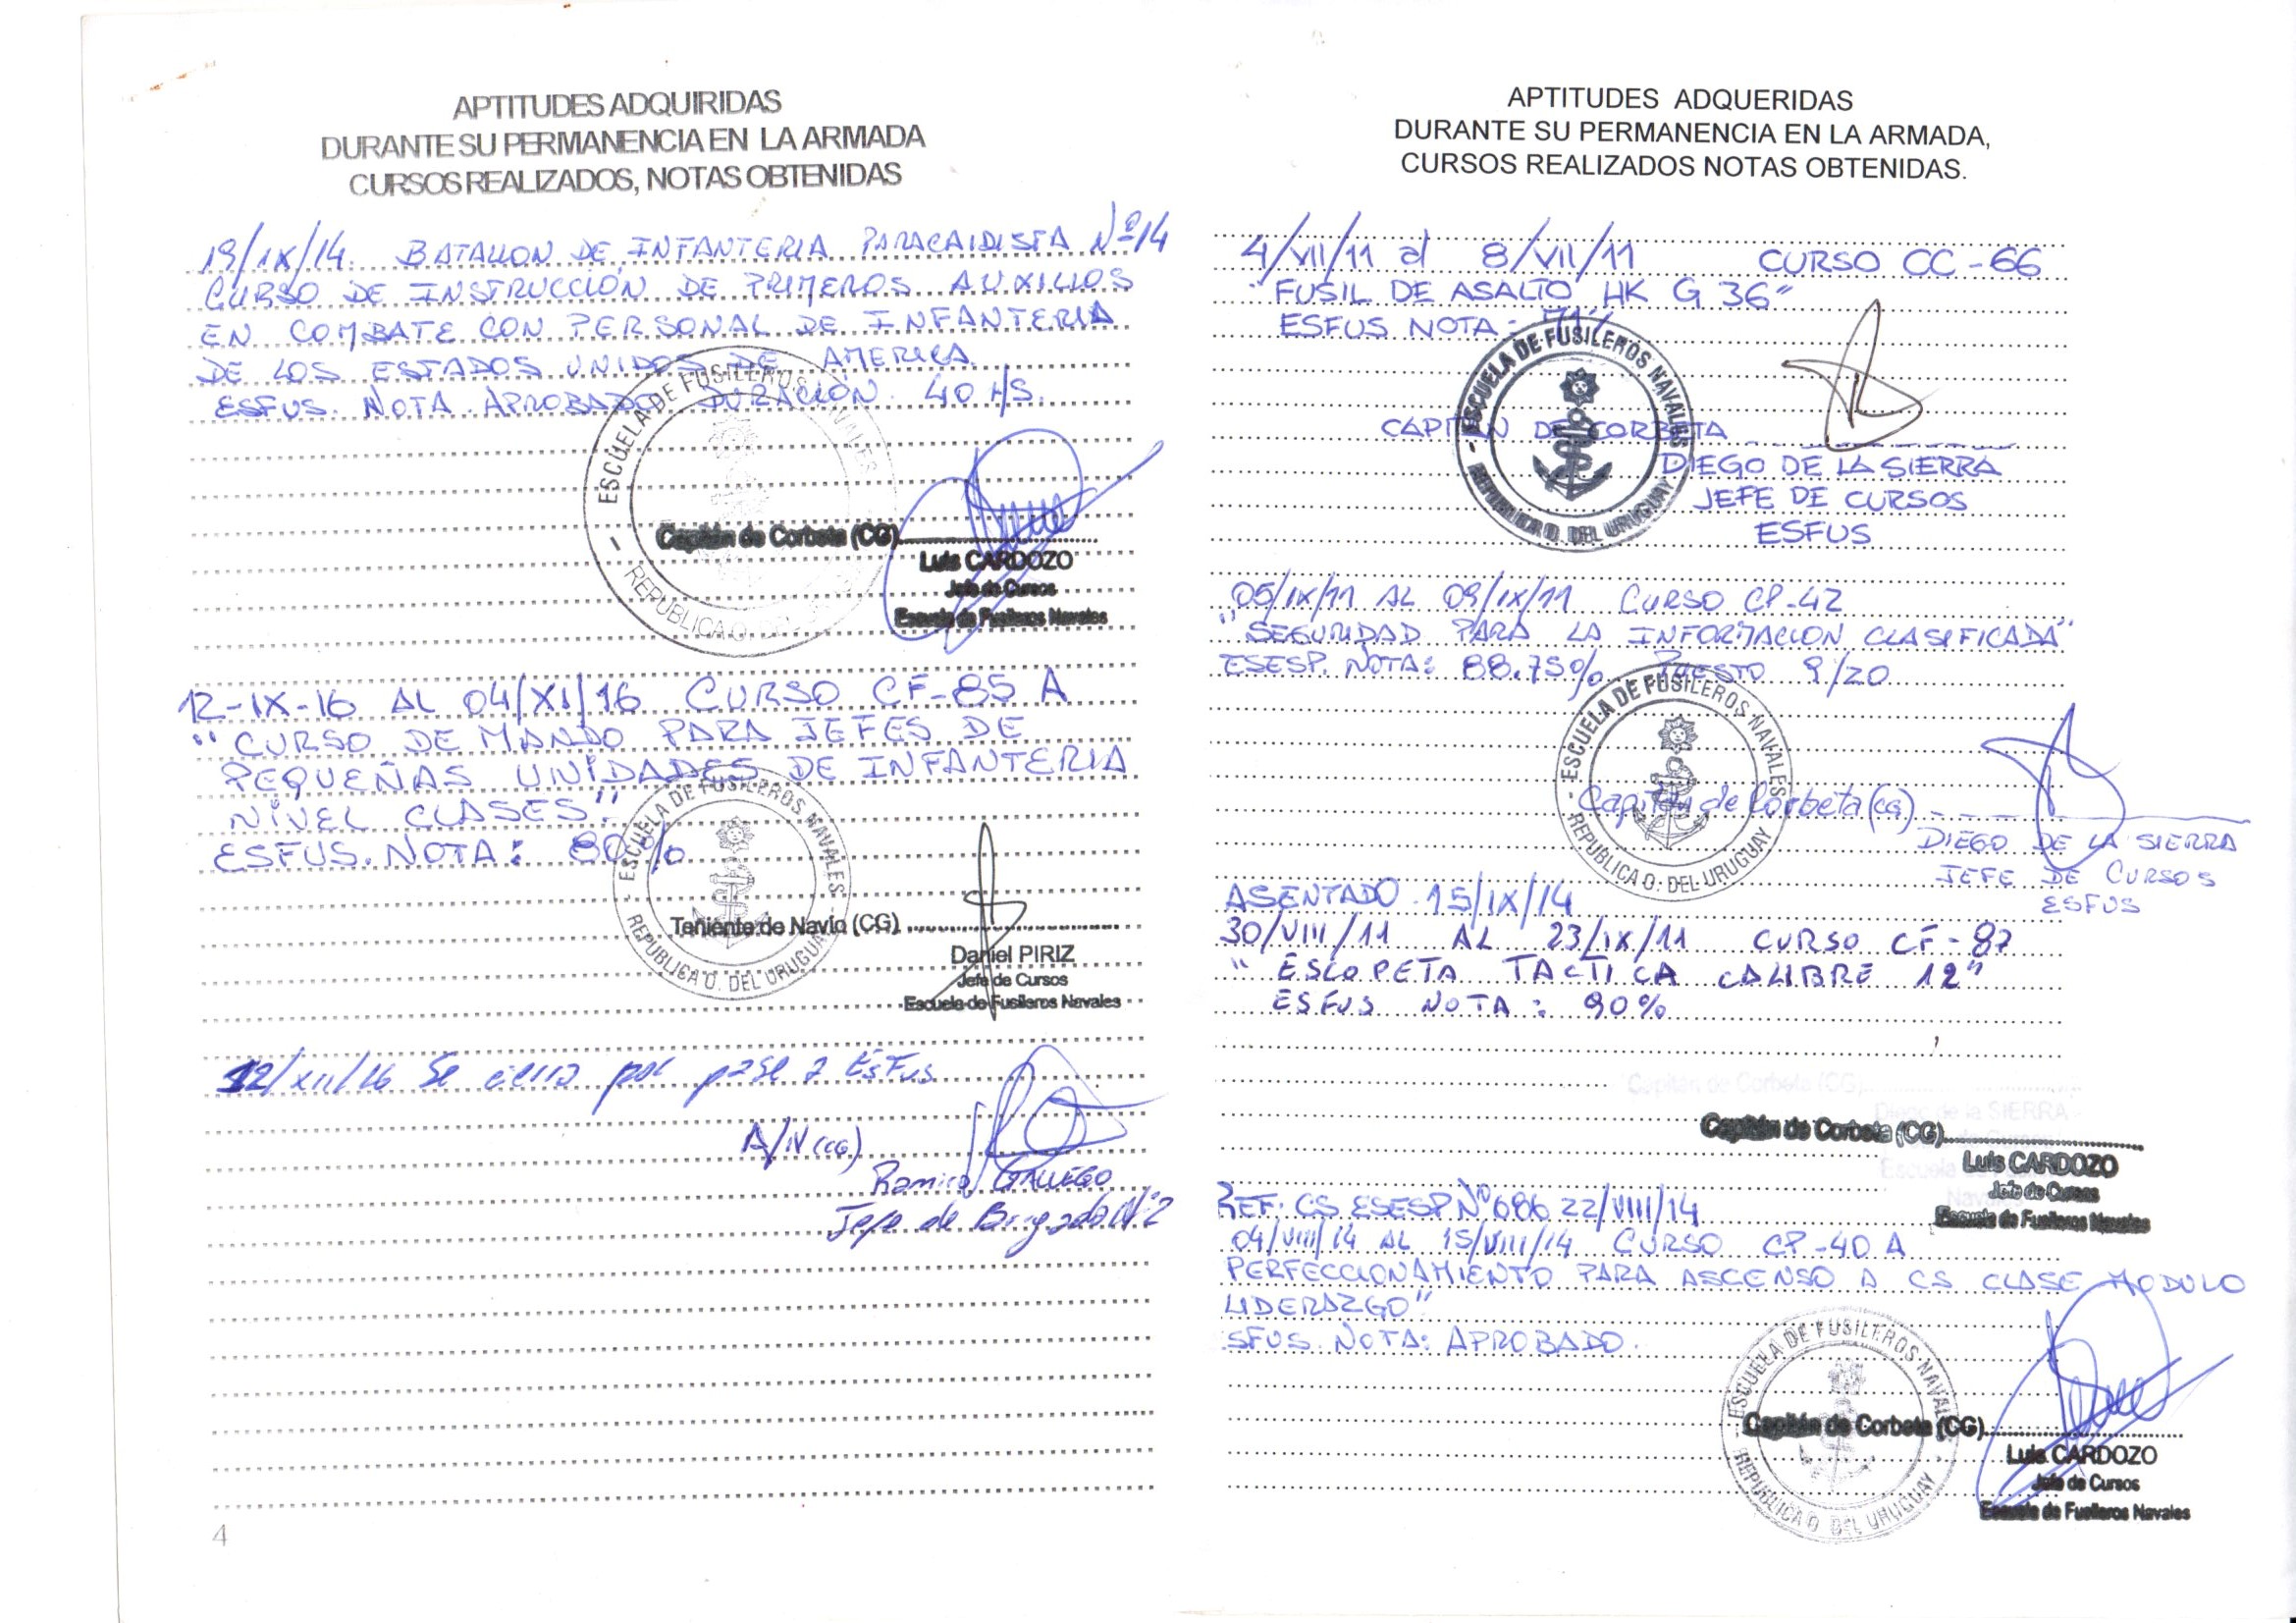 APTITUDES ADQUIRIDAS
DURANTE SU PERMANENCIA EN LA ARMADA
CURSOS REALIZADOS, NOTAS OBTENIDAS
19/IX/14. BATALLON DE INFANTERIA PARACAIDISTA Nº14
CURSO DE INSTRUCCIÓN DE PRIMEROS AUXILIOS
EN COMBATE CON PERSONAL DE INFANTERIA
DE LOS ESTADOS UNIDOS DE AMERICA.
ESFUS. NOTA APROBADO DURACIÓN 40 HS.
ESCUELA DE FUSILEROS NAVALES
REPUBLICA O. DEL
Capitán de Corbeta (CG)
Luis CARDOZO
Jefe de Cursos
Escuela de Fusileros Navales
12-IX-16 AL 04/XI/16 CURSO CF-85 A
"CURSO DE MANDO PARA JEFES DE
PEQUEÑAS UNIDADES DE INFANTERIA
NIVEL CLASES".
ESFUS. NOTA: 80%
- ESCUELA DE FUSILEROS NAVALES -
REPUBLICA O. DEL URUGUAY
Teniente de Navío (CG)
Daniel PIRIZ
Jefe de Cursos
Escuela de Fusileros Navales
12/XII/16 Se cierra por pase a EsFus
A/N (CG)
Ramiro GALLEGO
Jefe de Brigada Nº2
4
APTITUDES ADQUERIDAS
DURANTE SU PERMANENCIA EN LA ARMADA,
CURSOS REALIZADOS NOTAS OBTENIDAS.
4/VII/11 al 8/VII/11 CURSO CC-66
"FUSIL DE ASALTO HK G 36"
ESFUS NOTA:
- ESCUELA DE FUSILEROS NAVALES -
REPUBLICA O. DEL URUGUAY
CAPITÁN DE CORBETA
DIEGO DE LA SIERRA
JEFE DE CURSOS
ESFUS
05/IX/11 AL 09/IX/11 CURSO CP-42
"SEGURIDAD PARA LA INFORMACION CLASIFICADA"
ESESP. NOTA: 88.75% PUESTO 9/20
- ESCUELA DE FUSILEROS NAVALES -
REPUBLICA O. DEL URUGUAY
Capitán de Corbeta (CG)
DIEGO DE LA SIERRA
JEFE DE CURSOS
ESFUS
ASENTADO 15/IX/14
30/VIII/11 AL 23/IX/11 CURSO CF-87
"ESCOPETA TACTICA CALIBRE 12"
ESFUS NOTA: 90%
Capitán de Corbeta (CG)
Diego de la SIERRA
Capitán de Corbeta (CG)
Luis CARDOZO
Jefe de Cursos
Escuela de Fusileros Navales
REF: CS ESESP Nº686 22/VIII/14
04/VIII/14 AL 15/VIII/14 CURSO CP-40 A
PERFECCIONAMIENTO PARA ASCENSO A CS CLASE MODULO
LIDERAZGO"
SFUS. NOTA: APROBADO.
- ESCUELA DE FUSILEROS NAVALES -
REPUBLICA O. DEL URUGUAY
Capitán de Corbeta (CG)
Luis CARDOZO
Jefe de Cursos
Escuela de Fusileros Navales